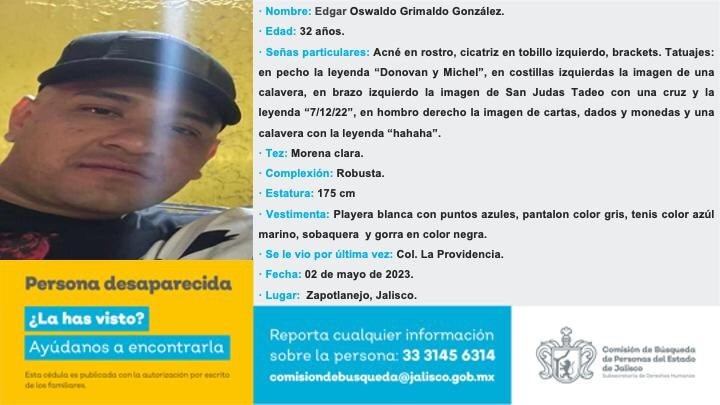 · Nombre: Edgar Oswaldo Grimaldo González.
· Edad: 32 años.
· Señas particulares: Acné en rostro, cicatriz en tobillo izquierdo, brackets. Tatuajes:
en pecho la leyenda “Donovan y Michel”, en costillas izquierdas la imagen de una
calavera, en brazo izquierdo la imagen de San Judas Tadeo con una cruz y la
leyenda “7/12/22”, en hombro derecho la imagen de cartas, dados y monedas y una
calavera con la leyenda “hahaha”.
· Tez: Morena clara.
· Complexión: Robusta.
· Estatura: 175 cm
· Vestimenta: Playera blanca con puntos azules, pantalon color gris, tenis color azúl
marino, sobaquera y gorra en color negra.
· Se le vio por última vez: Col. La Providencia.
· Fecha: 02 de mayo de 2023.
· Lugar: Zapotlanejo, Jalisco.
Persona desaparecida
¿La has visto?
Ayúdanos a encontrarla
Esta cédula es publicada con la autorización por escrito
de los familiares.
Reporta cualquier información
sobre la persona: 33 3145 6314
comisiondebusqueda@jalisco.gob.mx
Comisión de Búsqueda
de Personas del Estado
de Jalisco
Subsecretaría de Derechos Humanos